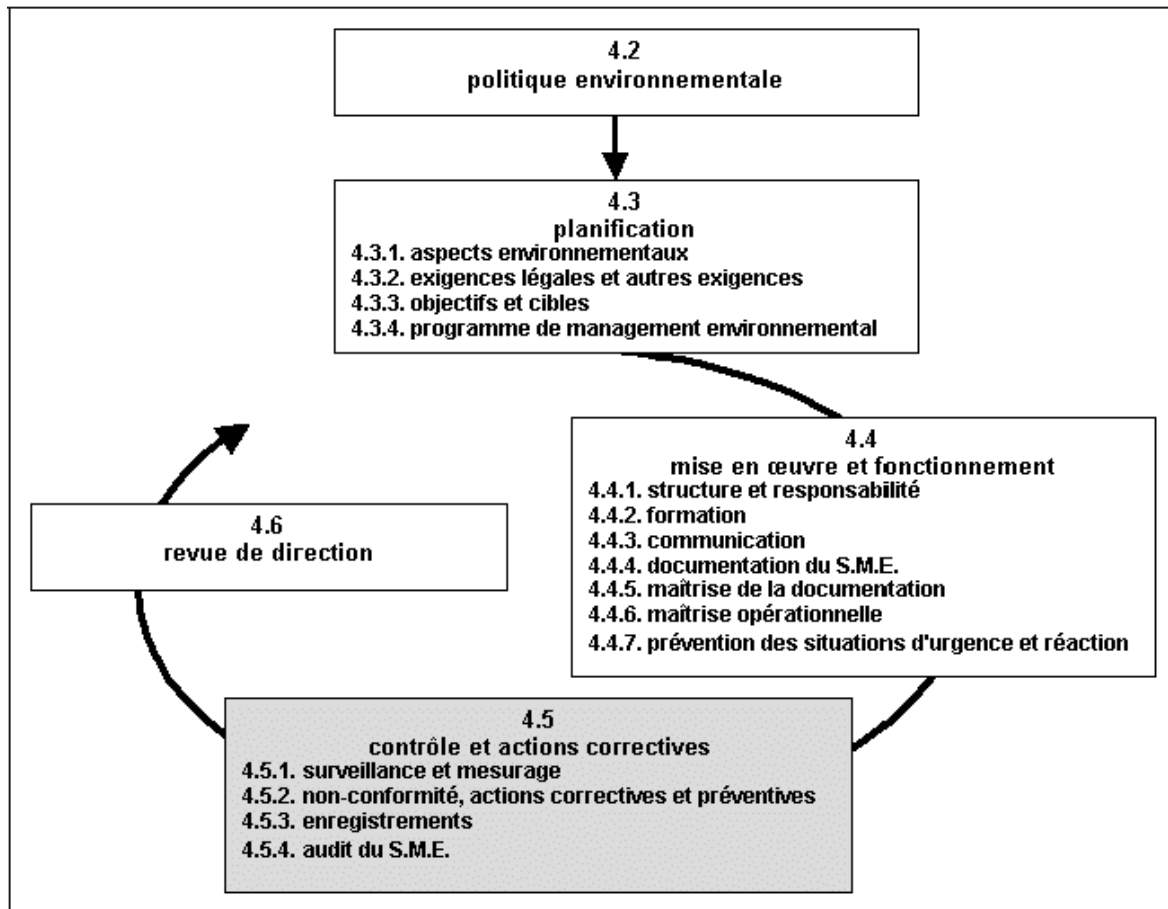 4.2
politique environnementale
4.3
planification
4.3.1. aspects environnementaux
4.3.2. exigences légales et autres exigences
4.3.3. objectifs et cibles
4.3.4. programme de management environnemental
4.4
mise en œuvre et fonctionnement
4.4.1. structure et responsabilité
4.4.2. formation
4.4.3. communication
4.4.4. documentation du S.M.E.
4.4.5. maîtrise de la documentation
4.4.6. maîtrise opérationnelle
4.4.7. prévention des situations d'urgence et réaction
4.5
contrôle et actions correctives
4.5.1. surveillance et mesurage
4.5.2. non-conformité, actions correctives et préventives
4.5.3. enregistrements
4.5.4. audit du S.M.E.
4.6
revue de direction